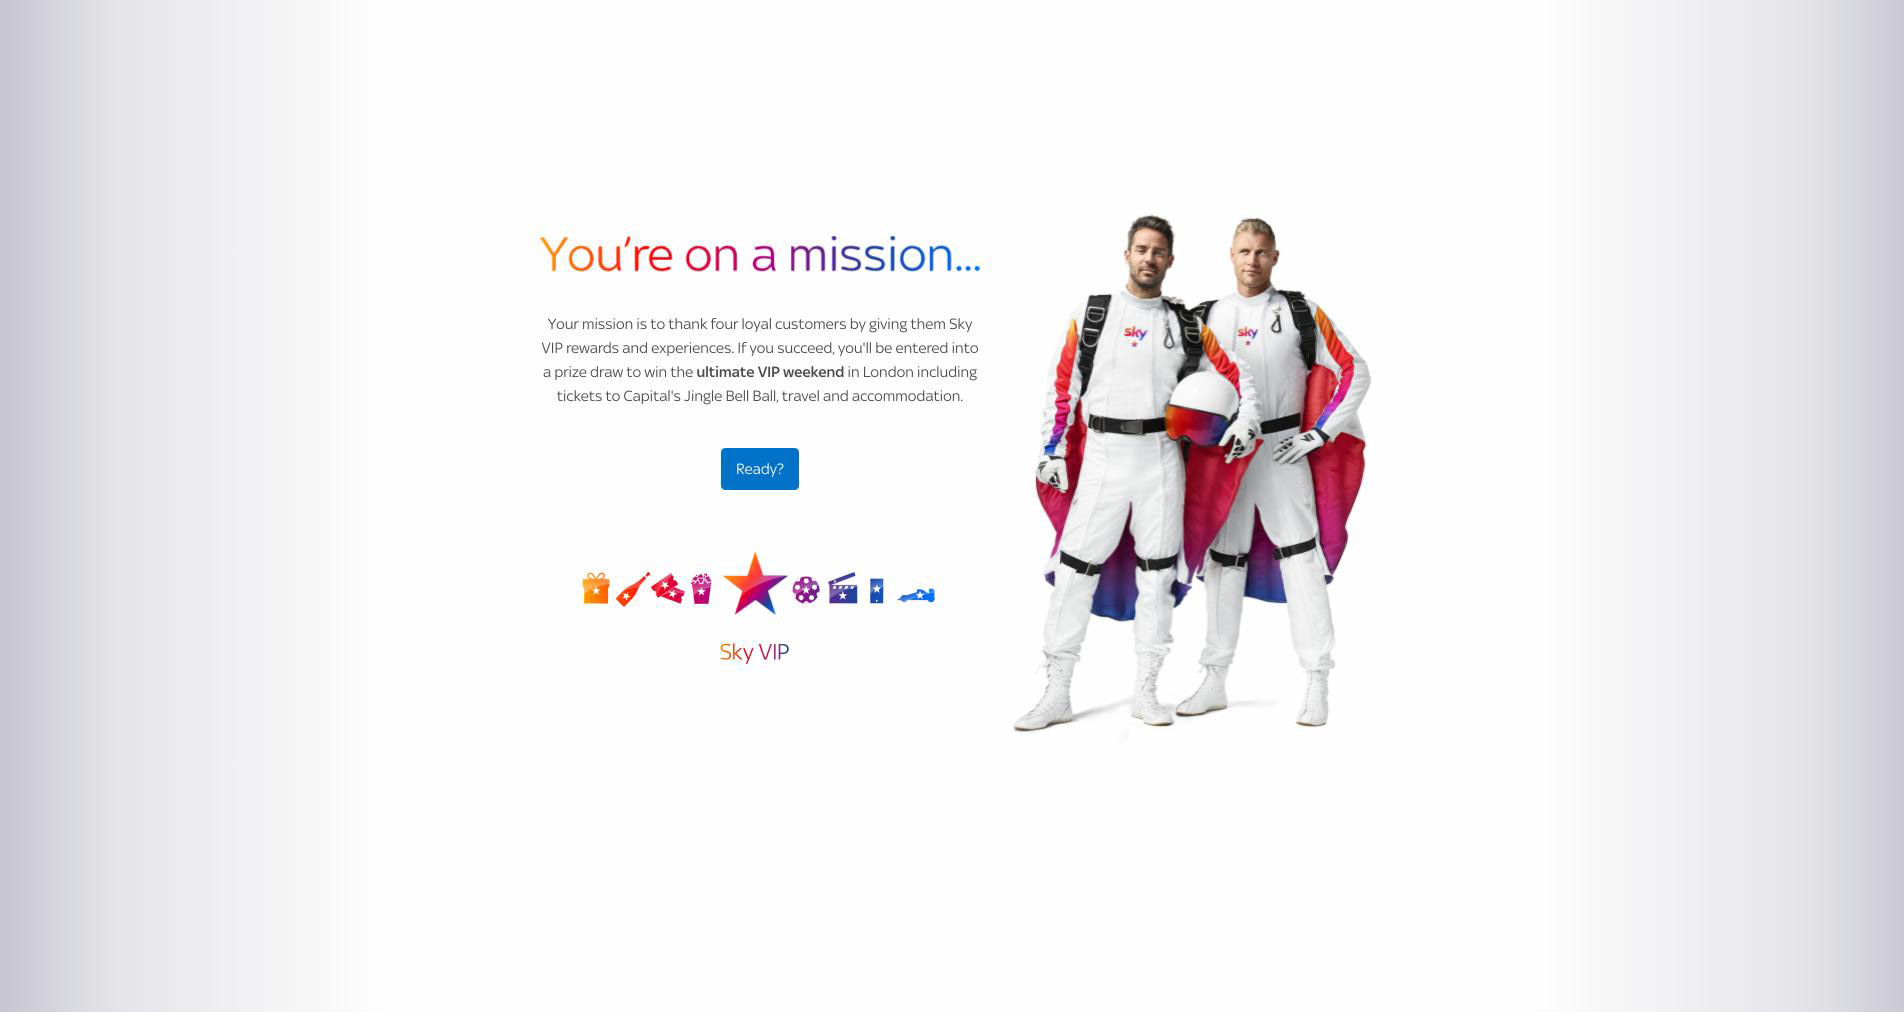 You're on a mission...
Your mission is to thank four loyal customers by giving them Sky
VIP rewards and experiences. If you succeed, you'll be entered into
a prize draw to win the ultimate VIP weekend in London including
tickets to Capital's Jingle Bell Ball, travel and accommodation.
Ready?
Sky VIP
sky
sky